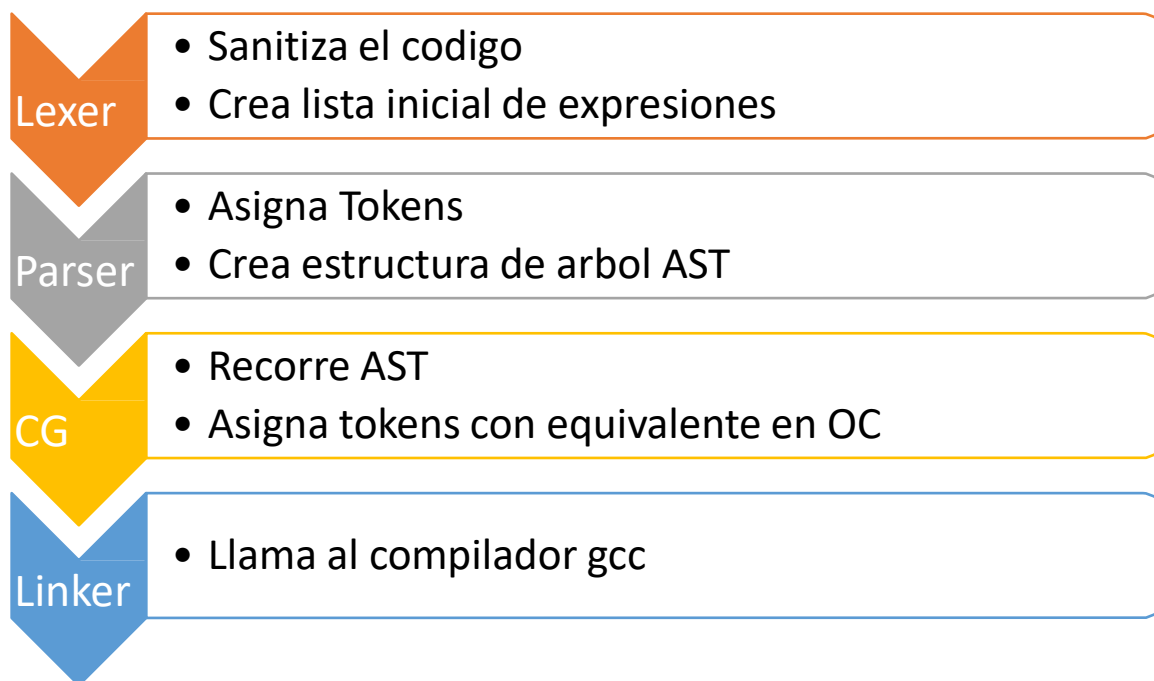 Lexer
• Sanitiza el codigo
• Crea lista inicial de expresiones
Parser
• Asigna Tokens
• Crea estructura de arbol AST
CG
• Recorre AST
• Asigna tokens con equivalente en OC
Linker
• Llama al compilador gcc